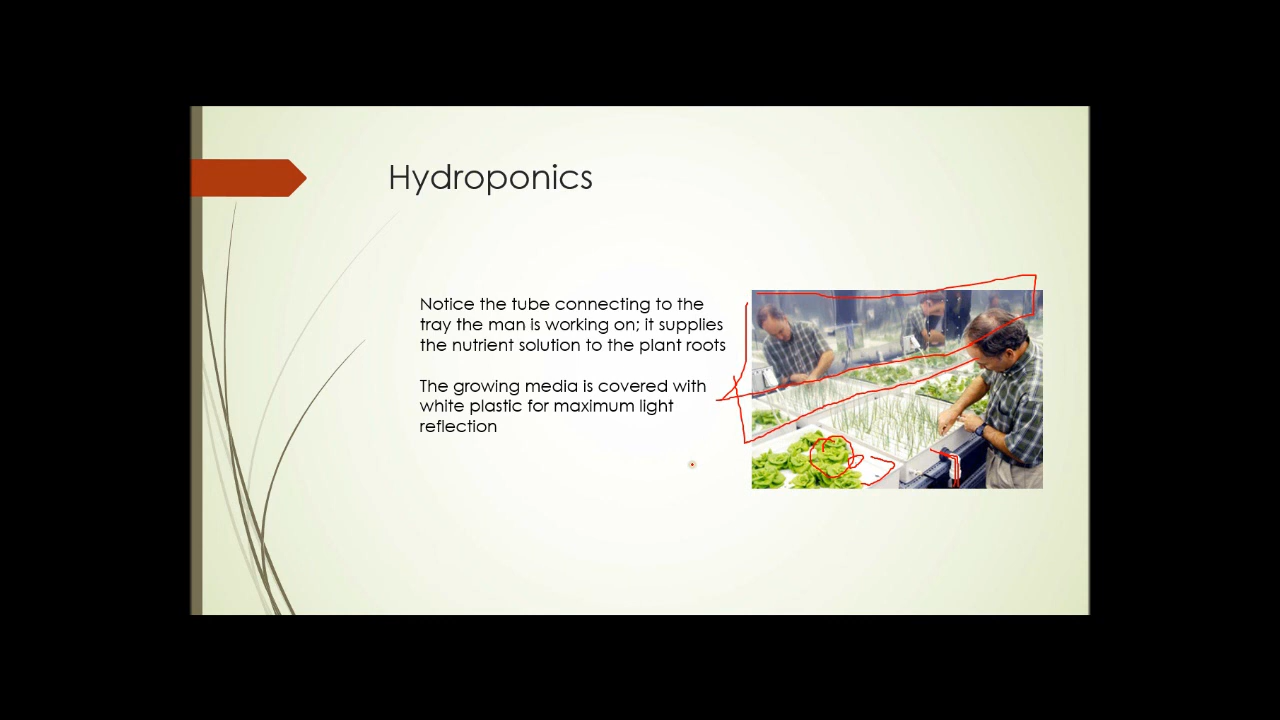 Hydroponics
Notice the tube connecting to the
tray the man is working on; it supplies
the nutrient solution to the plant roots
The growing media is covered with
white plastic for maximum light
reflection